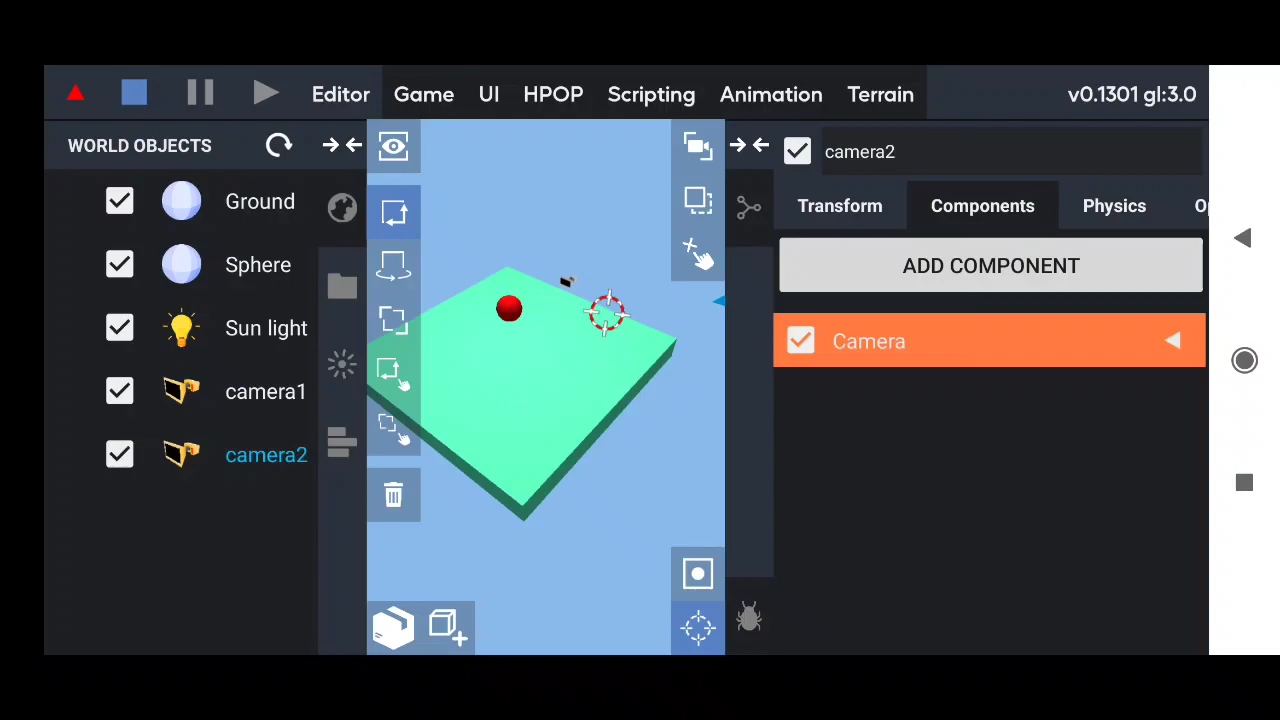 Editor Game UI HPOP Scripting Animation Terrain v0.1301 gl:3.0
WORLD OBJECTS
camera2
Ground
Transform Components Physics Op
Sphere
ADD COMPONENT
Sun light
Camera
camera1
camera2